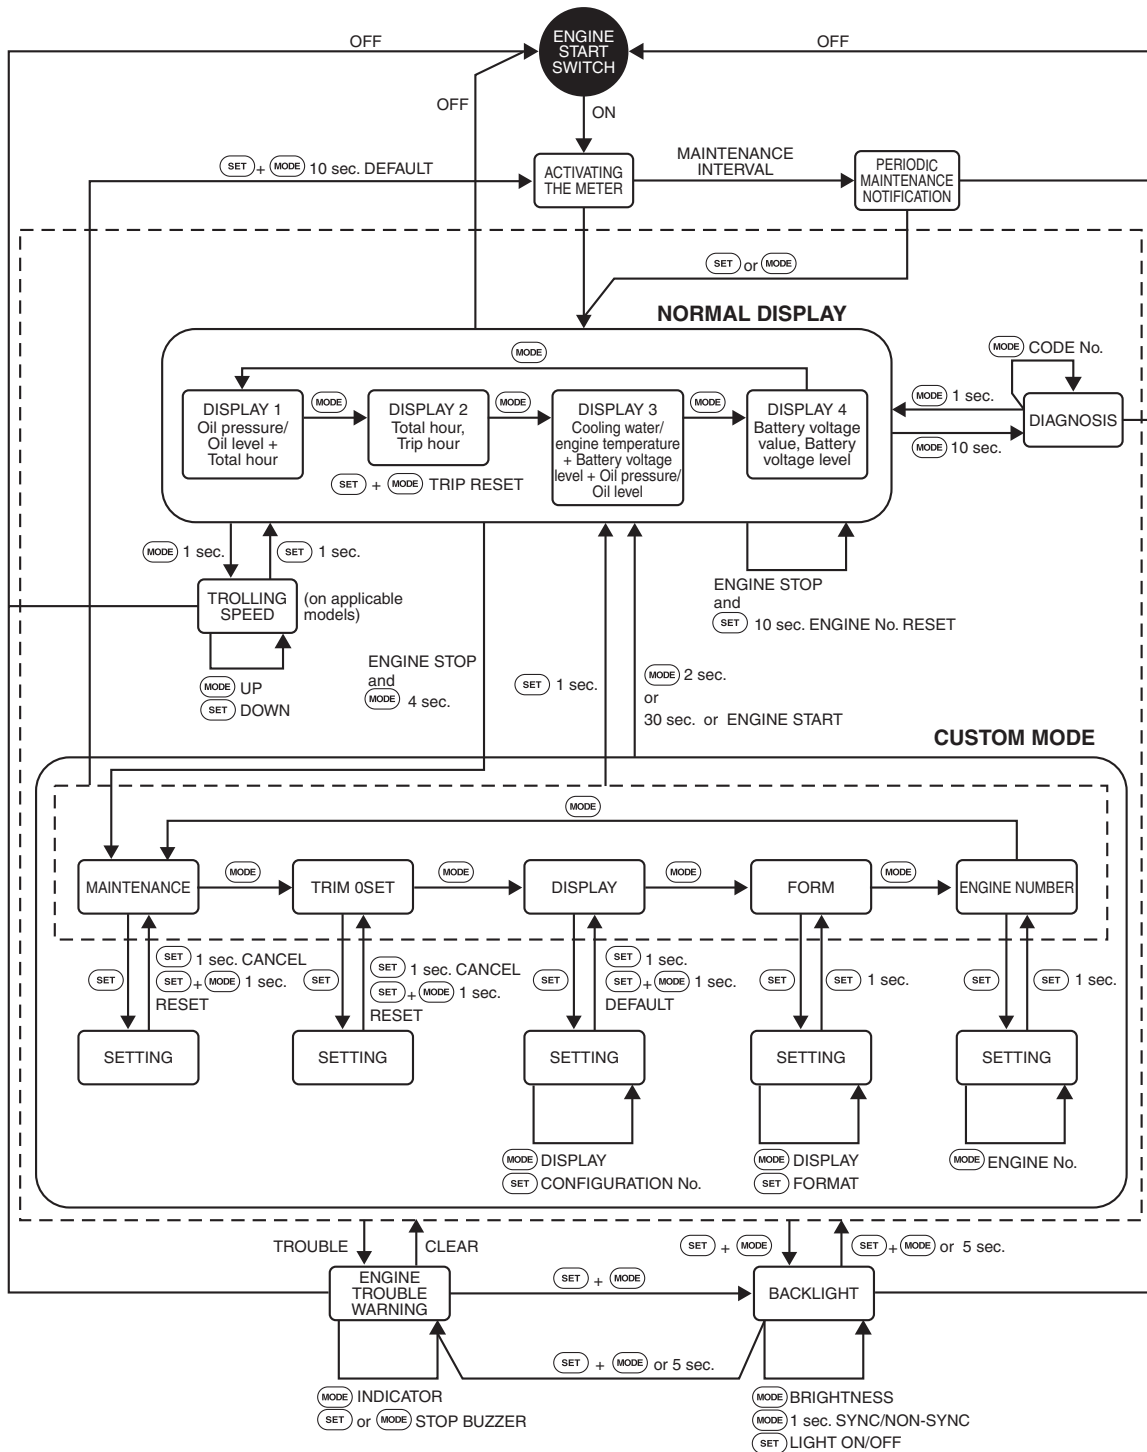 OFF
ENGINE
START
SWITCH
OFF
OFF
ON
SET + MODE 10 sec. DEFAULT
ACTIVATING
THE METER
MAINTENANCE
INTERVAL
PERIODIC
MAINTENANCE
NOTIFICATION
SET or MODE
NORMAL DISPLAY
MODE
MODE CODE No.
DISPLAY 1
Oil pressure/
Oil level +
Total hour
MODE
DISPLAY 2
Total hour,
Trip hour
MODE
DISPLAY 3
Cooling water/
engine temperature
+ Battery voltage
level + Oil pressure/
Oil level
MODE
DISPLAY 4
Battery voltage
value, Battery
voltage level
MODE 1 sec.
DIAGNOSIS
MODE 10 sec.
SET + MODE TRIP RESET
MODE 1 sec.
SET 1 sec.
TROLLING
SPEED
(on applicable
models)
MODE UP
SET DOWN
ENGINE STOP
and
MODE 4 sec.
SET 1 sec.
ENGINE STOP
and
SET 10 sec. ENGINE No. RESET
MODE 2 sec.
or
30 sec. or ENGINE START
CUSTOM MODE
MODE
MAINTENANCE
MODE
TRIM 0SET
MODE
DISPLAY
MODE
FORM
MODE
ENGINE NUMBER
SET
SET 1 sec. CANCEL
SET + MODE 1 sec.
RESET
SET
SET 1 sec. CANCEL
SET + MODE 1 sec.
RESET
SET
SET 1 sec.
SET + MODE 1 sec.
DEFAULT
SET
SET 1 sec.
SET
SET 1 sec.
SETTING
SETTING
SETTING
SETTING
SETTING
MODE DISPLAY
SET CONFIGURATION No.
MODE DISPLAY
SET FORMAT
MODE ENGINE No.
TROUBLE
CLEAR
SET + MODE
SET + MODE or 5 sec.
ENGINE
TROUBLE
WARNING
SET + MODE
BACKLIGHT
SET + MODE or 5 sec.
MODE INDICATOR
SET or MODE STOP BUZZER
MODE BRIGHTNESS
MODE 1 sec. SYNC/NON-SYNC
SET LIGHT ON/OFF